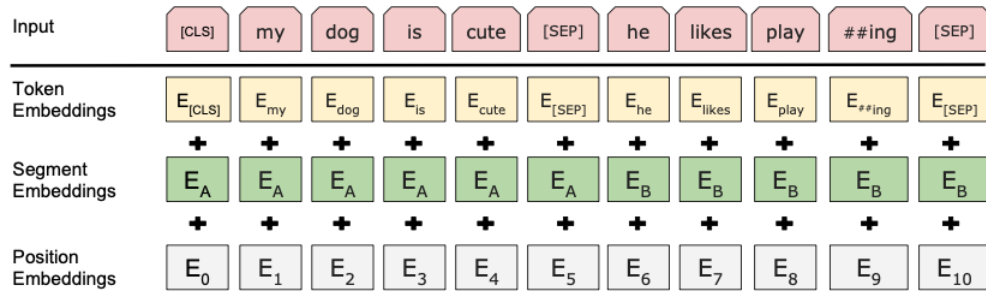 Input [CLS] my dog is cute [SEP] he likes play ##ing [SEP]
Token Embeddings E[CLS] Emy Edog Eis Ecute E[SEP] Ehe Elikes Eplay E##ing E[SEP]
+ + + + + + + + + + +
Segment Embeddings EA EA EA EA EA EA EB EB EB EB EB
+ + + + + + + + + + +
Position Embeddings E0 E1 E2 E3 E4 E5 E6 E7 E8 E9 E10